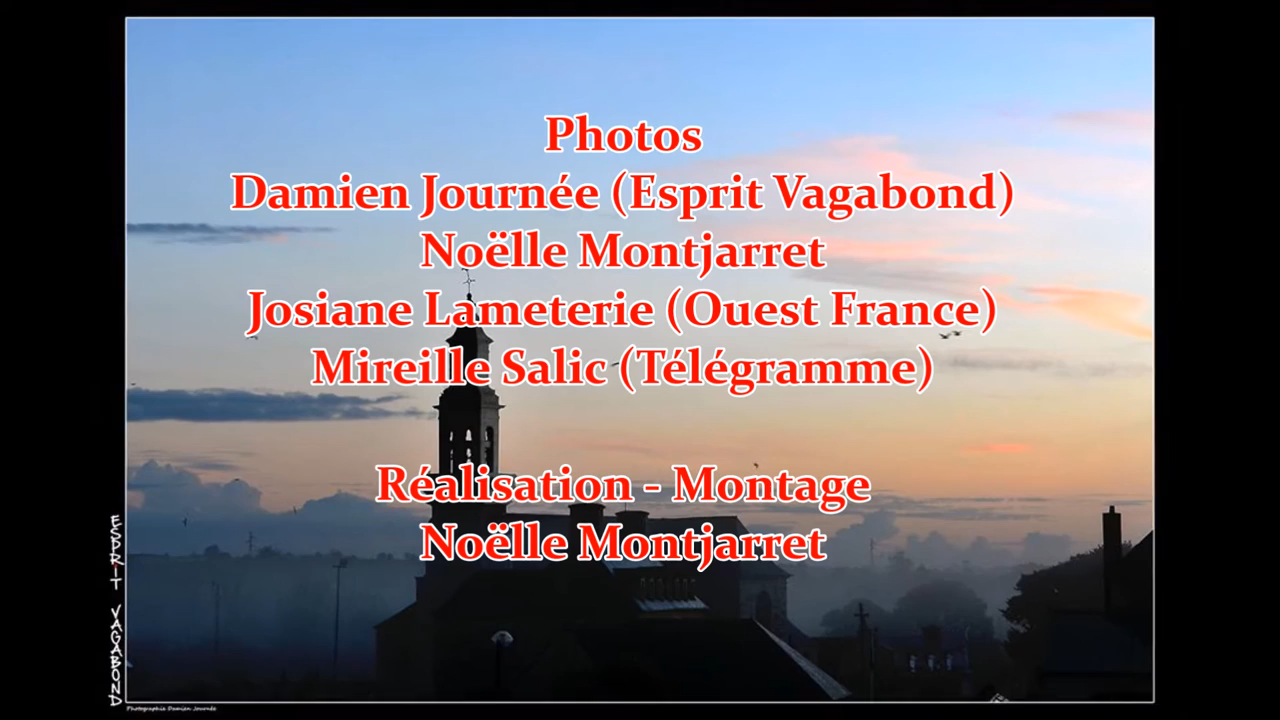 Photos
Damien Journée (Esprit Vagabond)
Noëlle Montjarret
Josiane Lameterie (Ouest France)
Mireille Salic (Télégramme)
Réalisation - Montage
Noëlle Montjarret
ESPRIT VAGABOND
Photographie Damien Journée